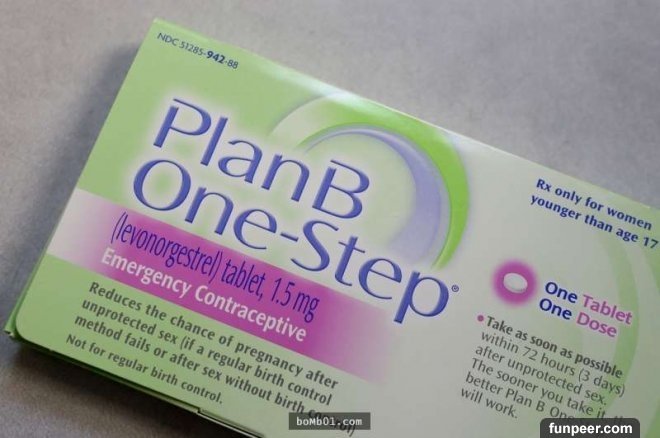 NDC 51285-942-88
Plan B
One-Step®
(levonorgestrel) tablet, 1.5 mg
Emergency Contraceptive
Reduces the chance of pregnancy after
unprotected sex (if a regular birth control
method fails or after sex without birth
Not for regular birth control.
Rx only for women
younger than age 17
One Tablet
One Dose
• Take as soon as possible
within 72 hours (3 days)
after unprotected sex.
The sooner you take it,
better Plan B One
will work.
boMb01.com
funpeer.com